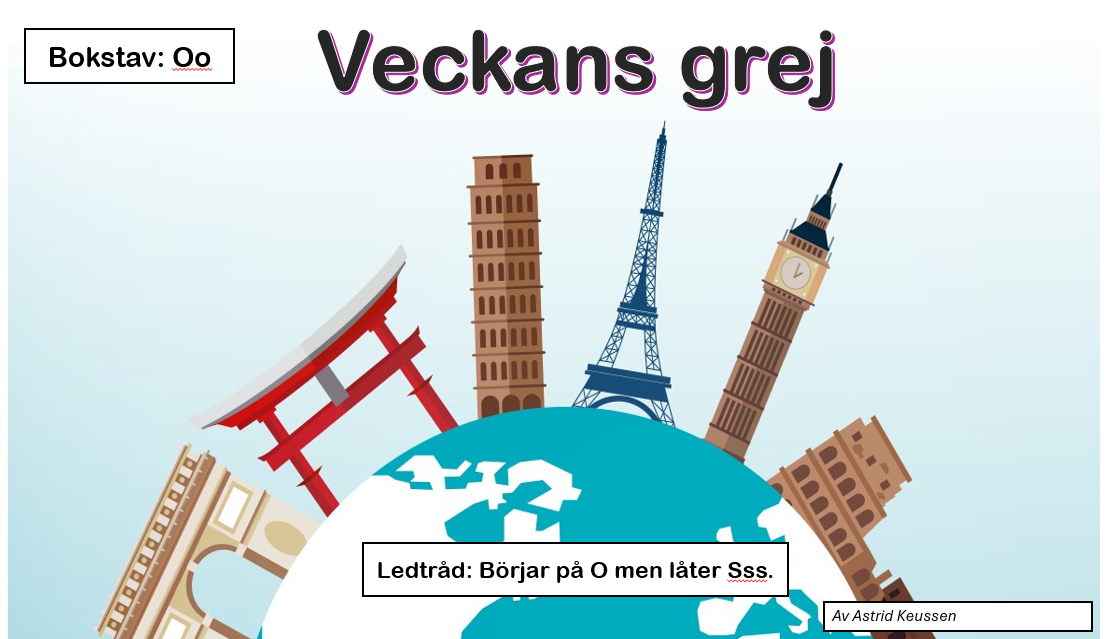 Bokstav: Oo
Veckans grej
Ledtråd: Börjar på O men låter Sss.
Av Astrid Keussen